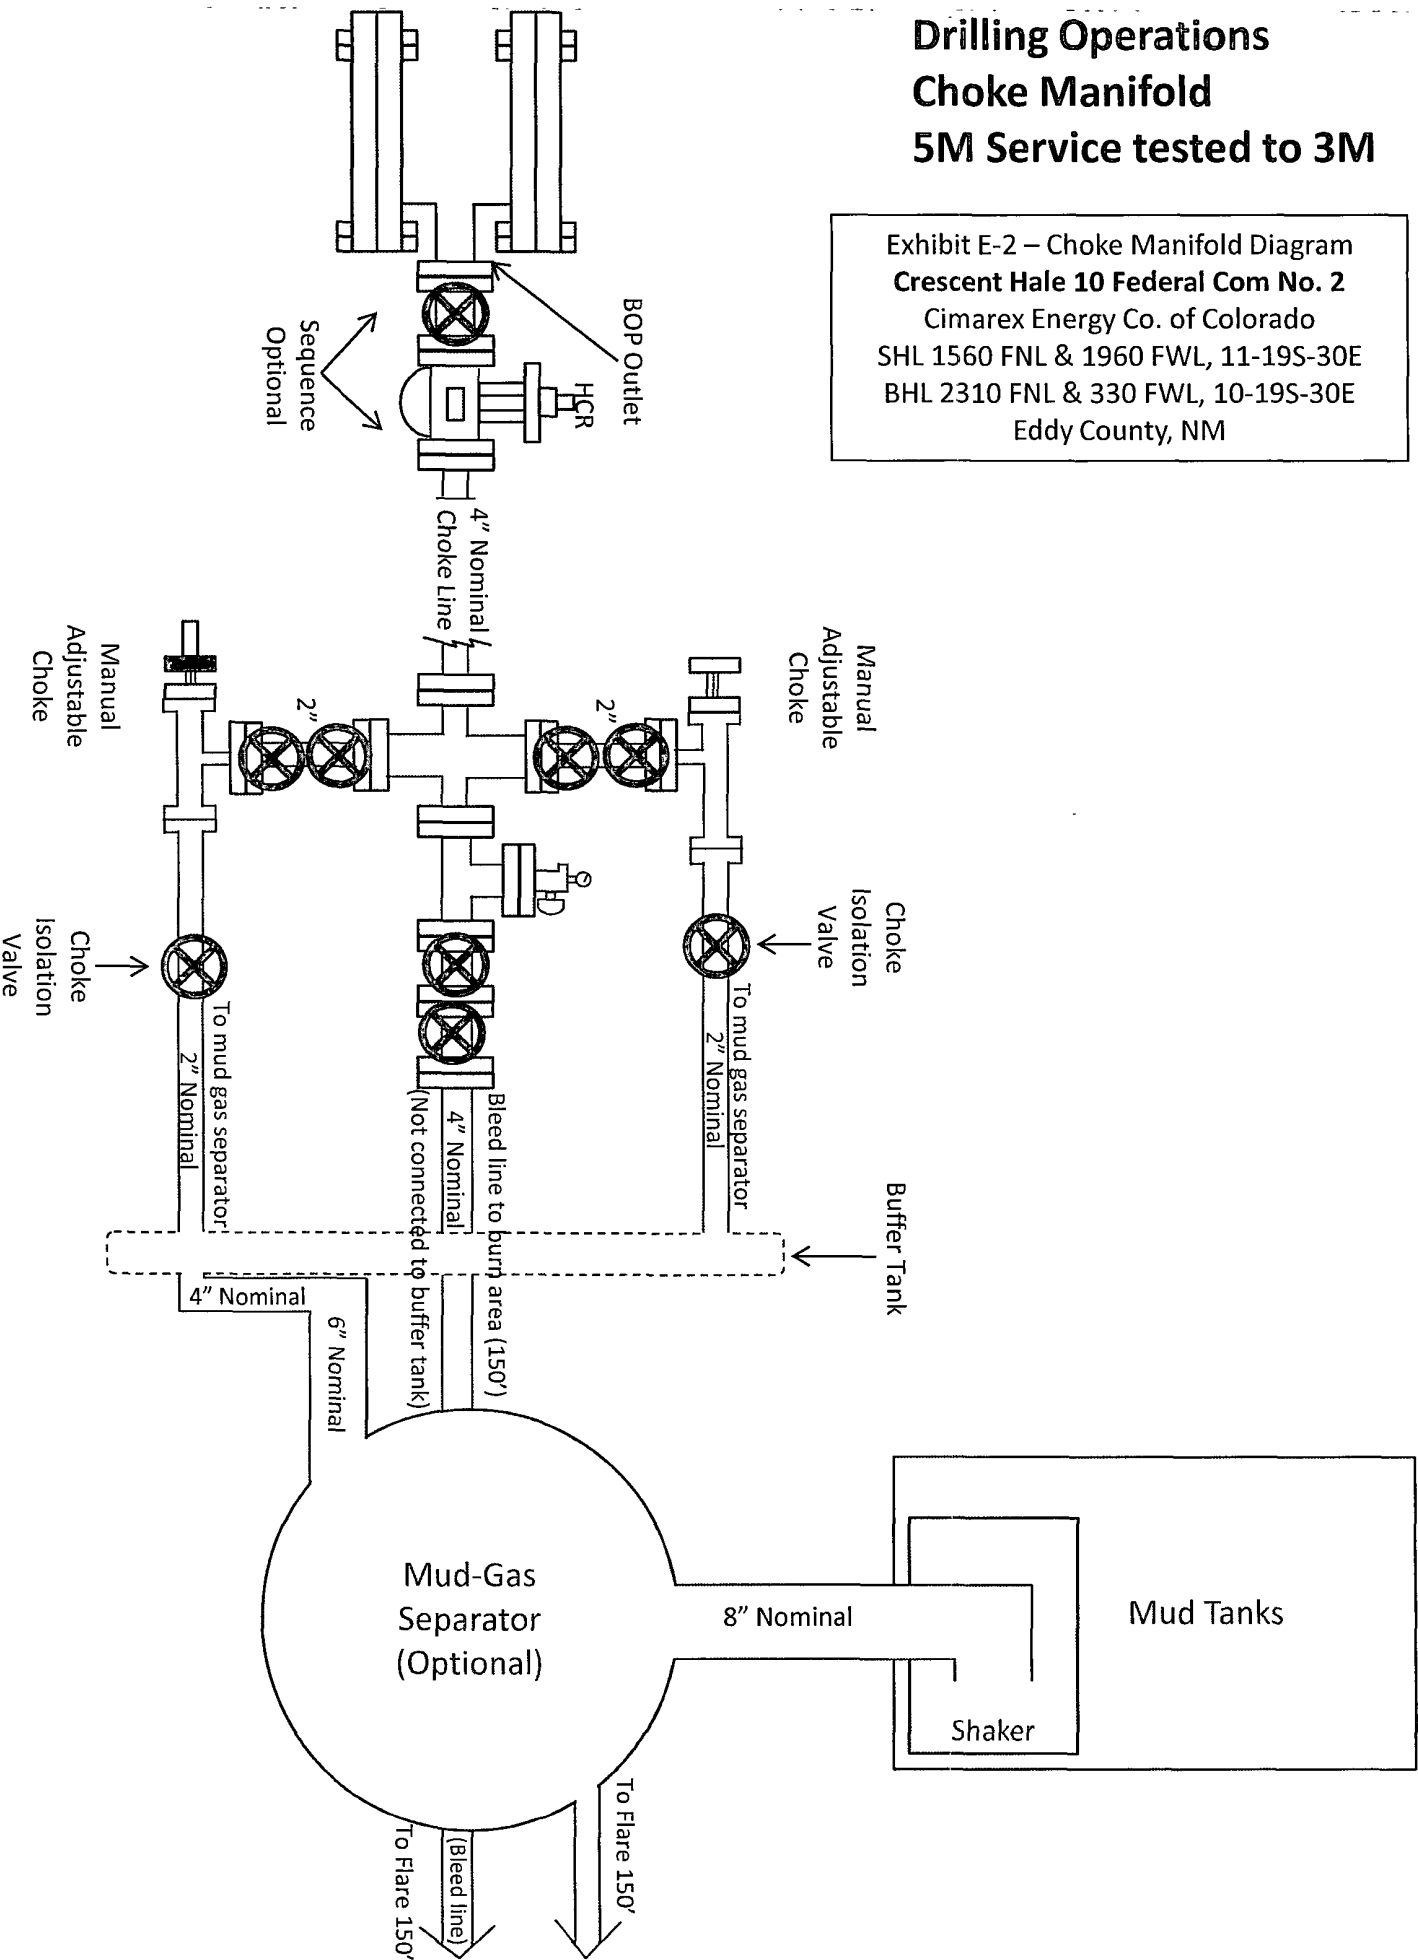 Drilling Operations
Choke Manifold
5M Service tested to 3M
Exhibit E-2 – Choke Manifold Diagram
Crescent Hale 10 Federal Com No. 2
Cimarex Energy Co. of Colorado
SHL 1560 FNL & 1960 FWL, 11-19S-30E
BHL 2310 FNL & 330 FWL, 10-19S-30E
Eddy County, NM
BOP Outlet
HCR
Sequence
Optional
4” Nominal
Choke Line
Manual
Adjustable
Choke
2”
2”
Manual
Adjustable
Choke
Choke
Isolation
Valve
Choke
Isolation
Valve
To mud gas separator
2” Nominal
Bleed line to burn area (150’)
4” Nominal
(Not connected to buffer tank)
To mud gas separator
2” Nominal
Buffer Tank
4” Nominal
6” Nominal
Mud-Gas
Separator
(Optional)
8” Nominal
Mud Tanks
Shaker
To Flare 150’
(Bleed line)
To Flare 150’